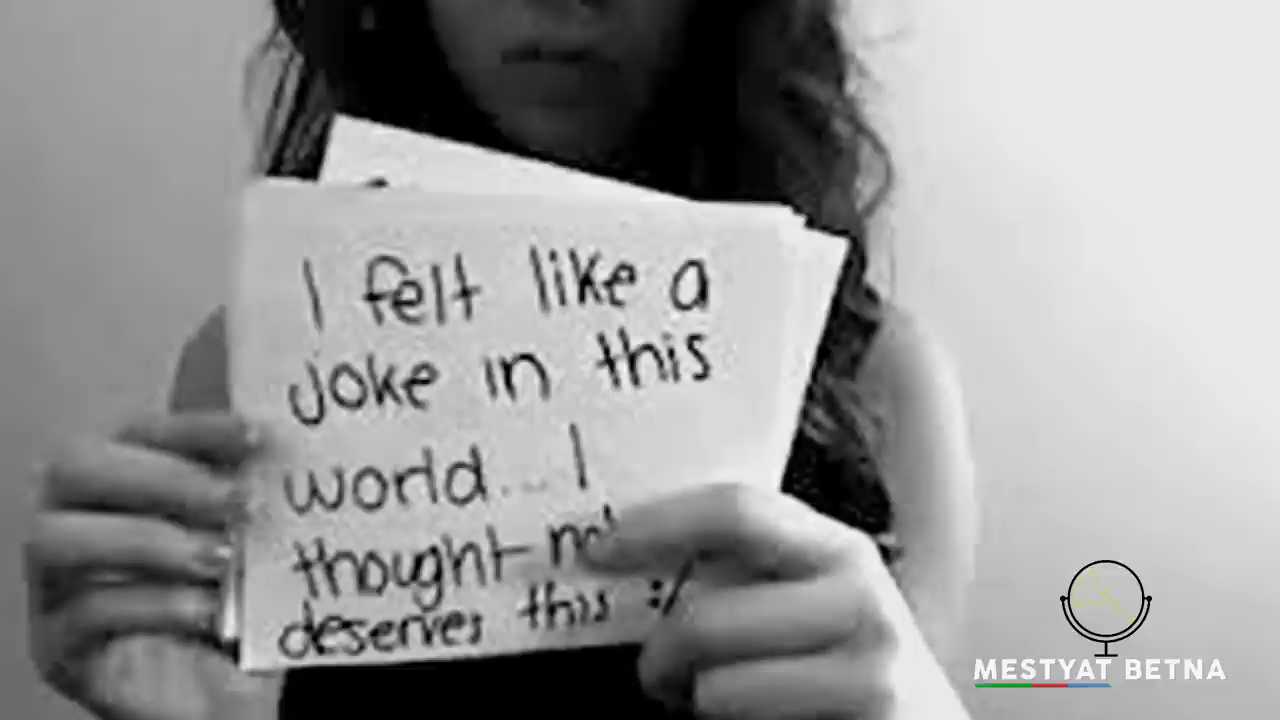 I felt like a
joke in this
world... I
thought
deserves this :/
MESTYAT BETNA